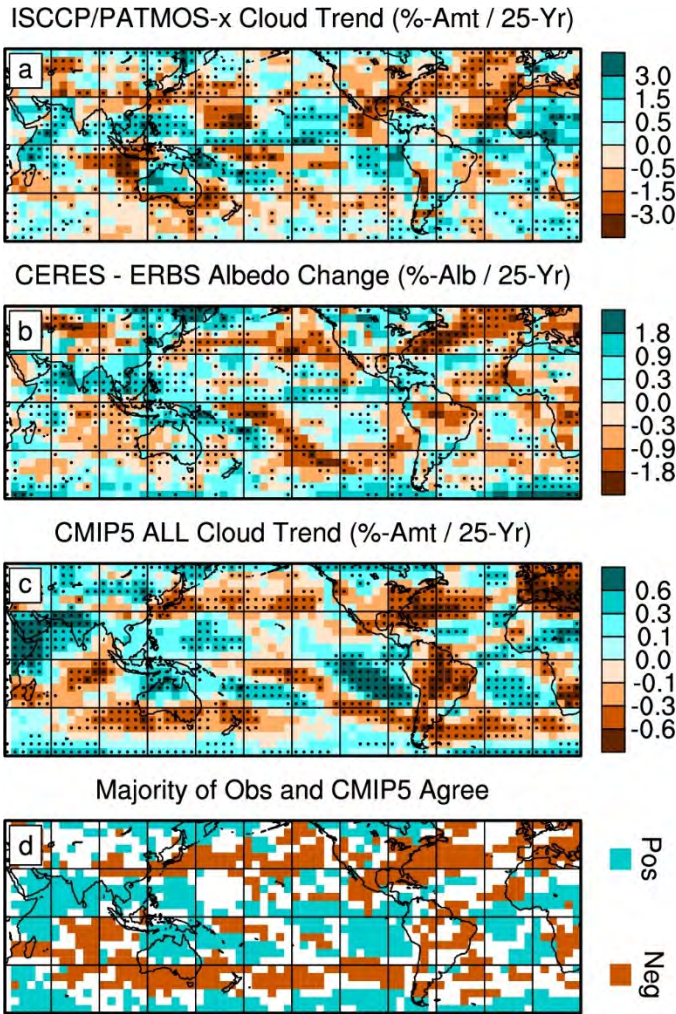 ISCCP/PATMOS-x Cloud Trend (%-Amt / 25-Yr)
a
3.0
1.5
0.5
0.0
-0.5
-1.5
-3.0
CERES - ERBS Albedo Change (%-Alb / 25-Yr)
b
1.8
0.9
0.3
0.0
-0.3
-0.9
-1.8
CMIP5 ALL Cloud Trend (%-Amt / 25-Yr)
c
0.6
0.3
0.1
0.0
-0.1
-0.3
-0.6
Majority of Obs and CMIP5 Agree
d
Pos
Neg